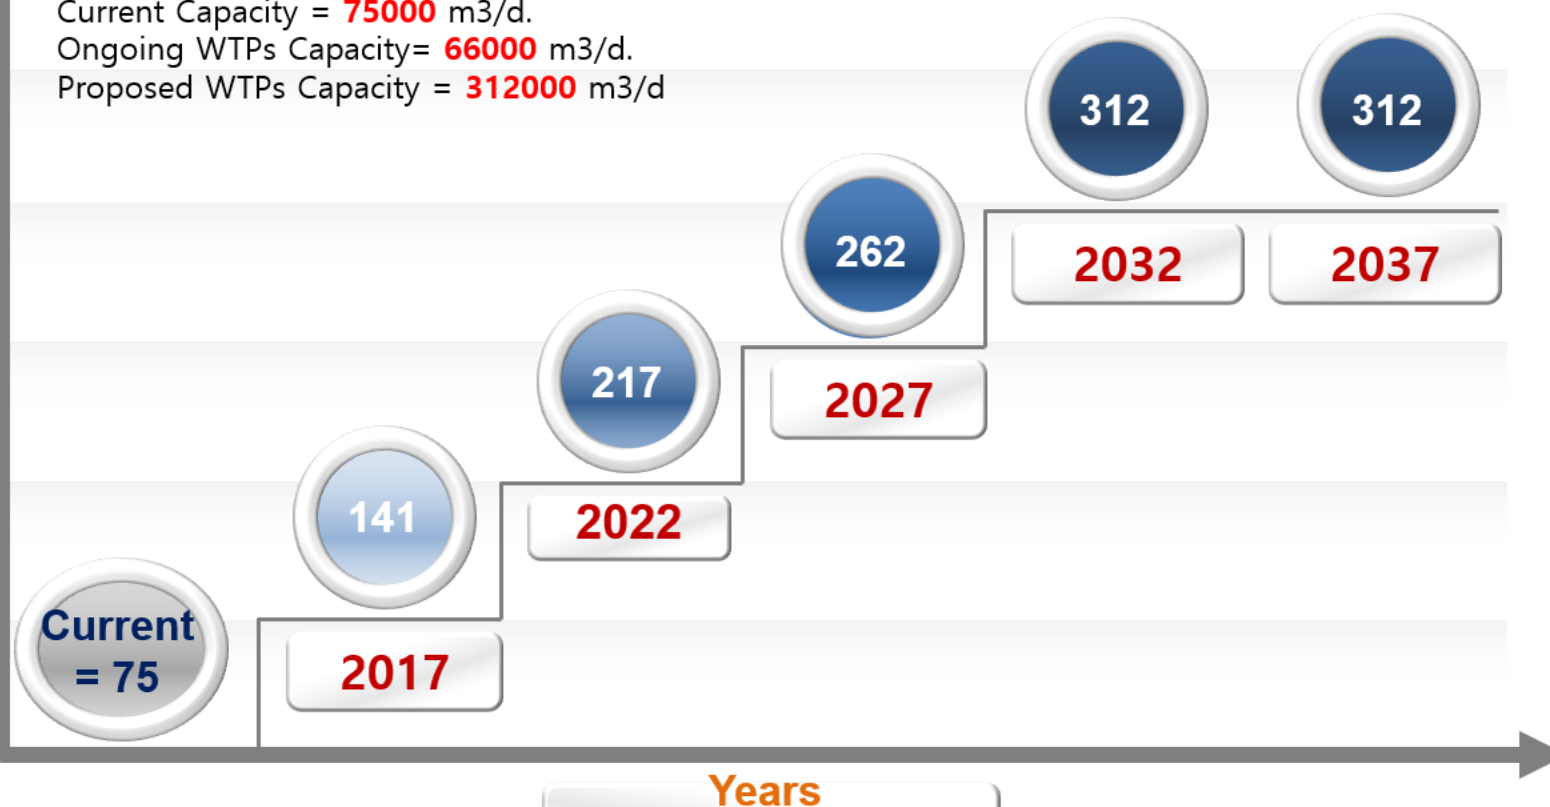 Current Capacity = 75000 m3/d.
Ongoing WTPs Capacity= 66000 m3/d.
Proposed WTPs Capacity = 312000 m3/d
312
312
262
2032
2037
217
2027
141
2022
Current
= 75
2017
Years